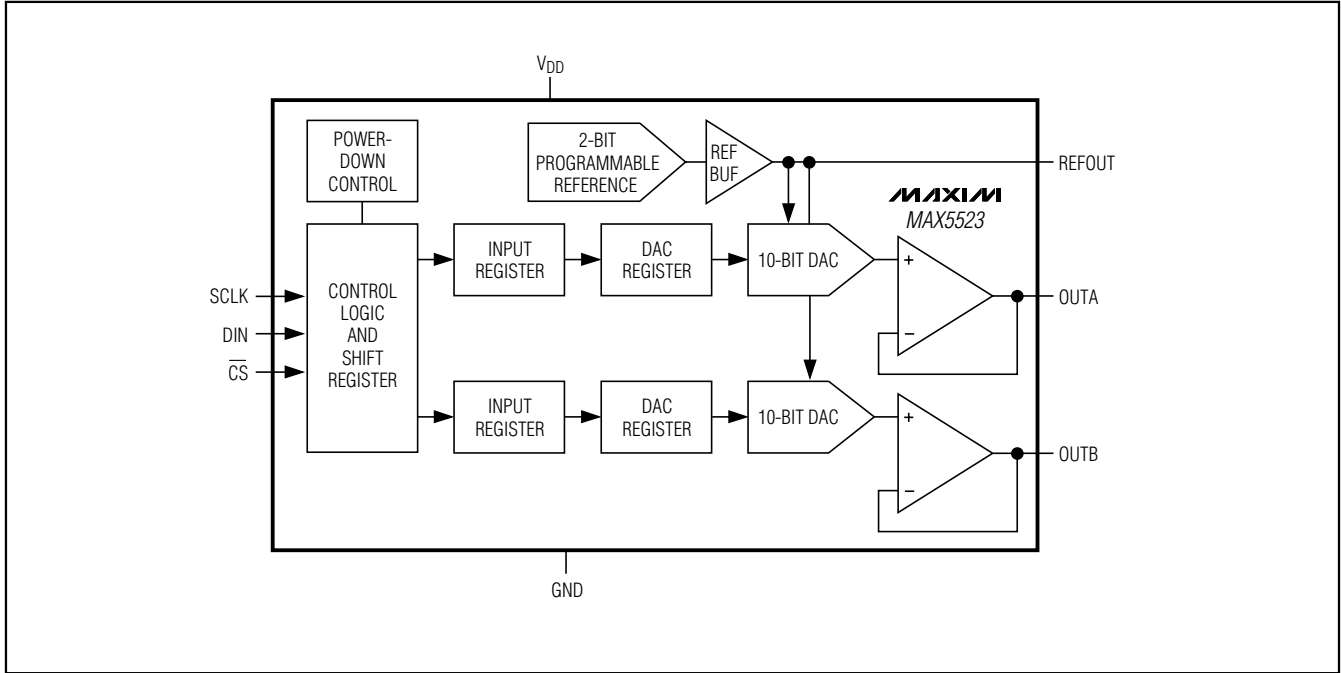 VDD
POWER-
DOWN
CONTROL
2-BIT
PROGRAMMABLE
REFERENCE
REF
BUF
REFOUT
MAXIM
MAX5523
CONTROL
LOGIC
AND
SHIFT
REGISTER
INPUT
REGISTER
DAC
REGISTER
10-BIT DAC
+
−
OUTA
SCLK
DIN
C̅S̅
INPUT
REGISTER
DAC
REGISTER
10-BIT DAC
+
−
OUTB
GND